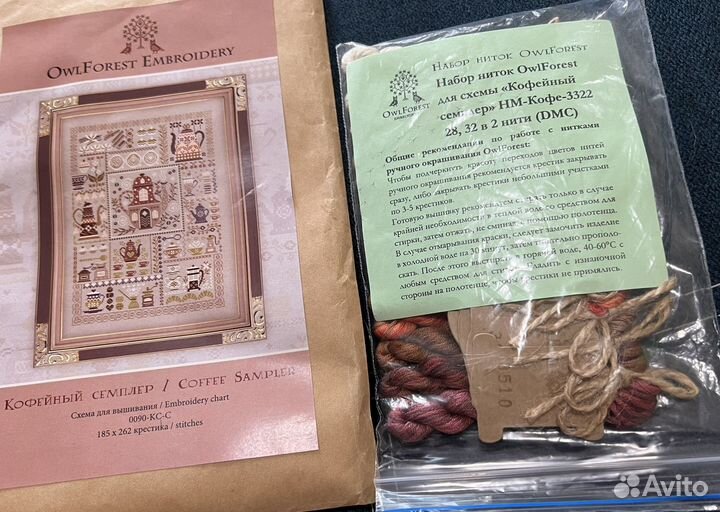 OwlForest Embroidery
Кофейный семплер / Coffee Sampler
Схема для вышивания / Embroidery chart
0090-КС-С
185 x 262 крестика / stitches
OwlForest
EMBROIDERY
Набор ниток OwlForest
Набор ниток OwlForest
для схемы «Кофейный
семплер» НМ-Кофе-3322
28, 32 в 2 нити (DMC)
Общие рекомендации по работе с нитками
ручного окрашивания OwlForest:
Чтобы подчеркнуть красоту переходов цветов нитей
ручного окрашивания рекомендуется крестик закрывать
сразу, либо закрывать крестики небольшими участками
по 3-5 крестиков.
Готовую вышивку рекомендуем стирать только в случае
крайней необходимости в теплой воде со средством для
стирки, затем отжать, не сминая, с помощью полотенца.
В случае отмарывания краски, следует замочить изделие
в холодной воде на 30 минут, затем тщательно прополо-
скать. После этого выстирать в горячей воде, 40-60°С с
любым средством для стирки. Гладить с изнаночной
стороны на полотенце, чтобы крестики не примялись.
510
Avito